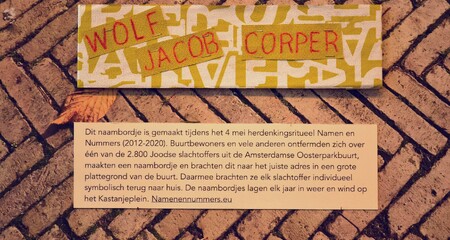 WOLF
JACOB CORPER
Dit naambordje is gemaakt tijdens het 4 mei herdenkingsritueel Namen en
Nummers (2012-2020). Buurtbewoners en vele anderen ontfermden zich over
één van de 2.800 Joodse slachtoffers uit de Amsterdamse Oosterparkbuurt,
maakten een naambordje en brachten dit naar het juiste adres in een grote
plattegrond van de buurt. Daarmee brachten ze elk slachtoffer individueel
symbolisch terug naar huis. De naambordjes lagen elk jaar in weer en wind op
het Kastanjeplein. Namenennummers.eu